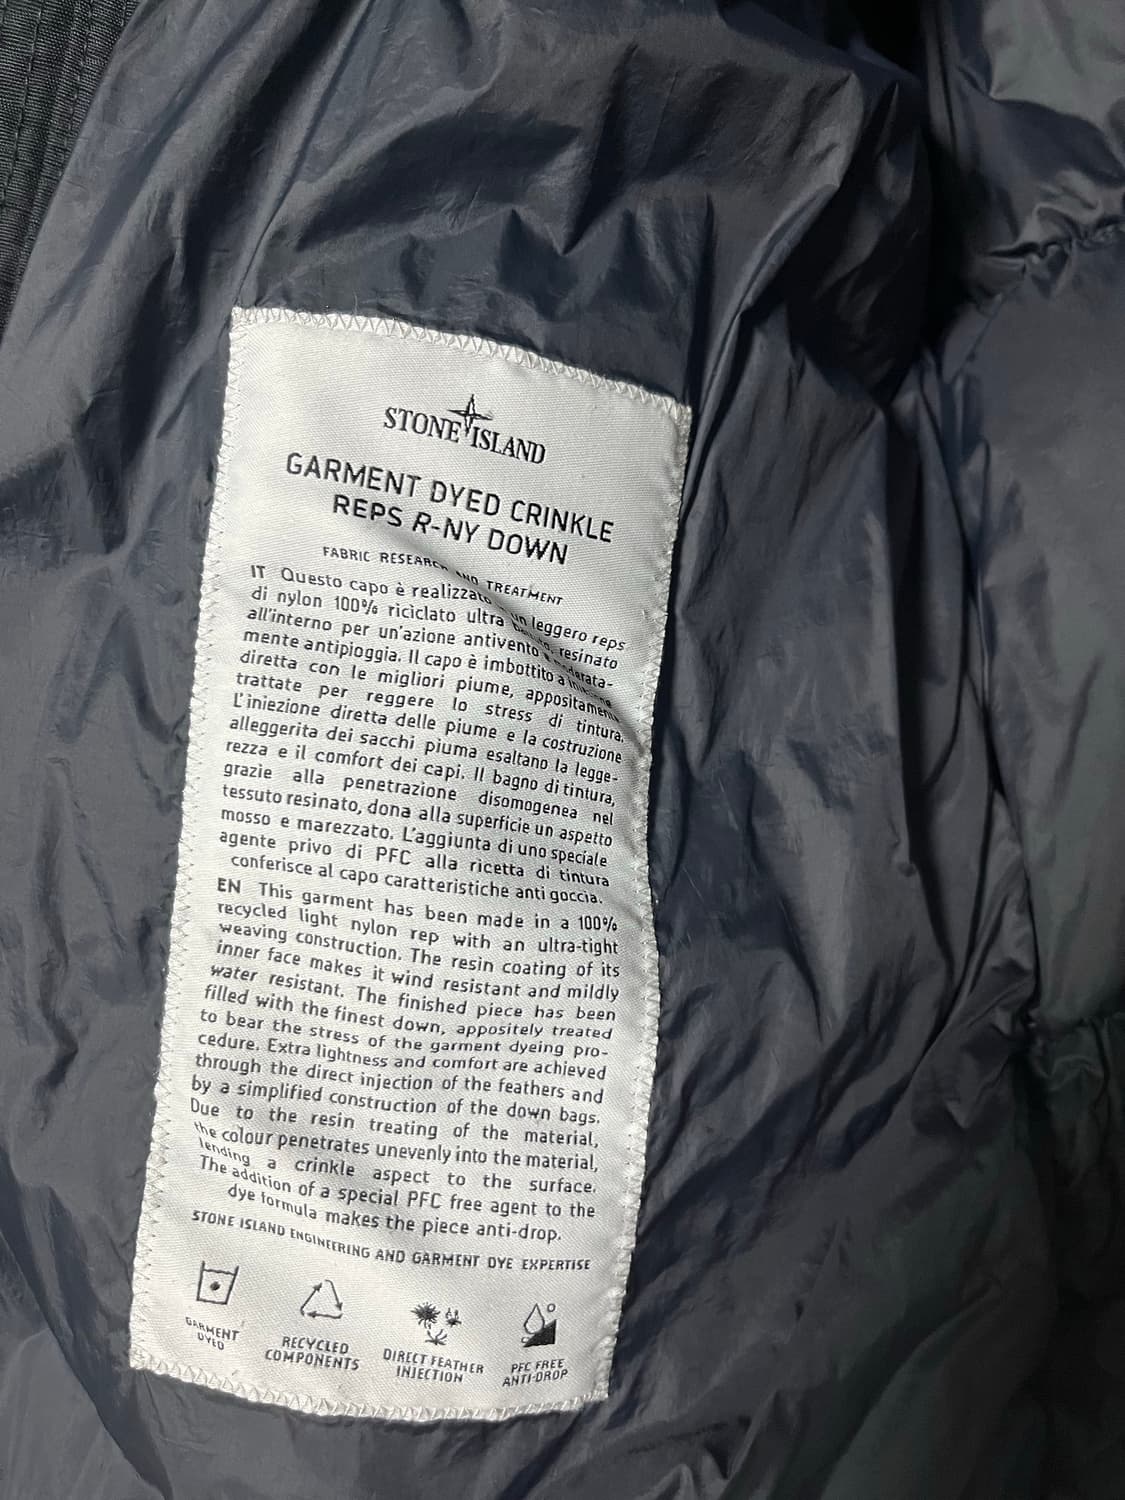 STONE ISLAND
GARMENT DYED CRINKLE
REPS R-NY DOWN
FABRIC RESEARCH AND TREATMENT
IT Questo capo è realizzato un leggero reps
di nylon 100% riciclato ultra resinato
all'interno per un'azione antivento e moderata-
mente antipioggia. Il capo è imbottito a iniezione
diretta con le migliori piume, appositamente
trattate per reggere lo stress di tintura.
L'iniezione diretta delle piume e la costruzione
alleggerita dei sacchi piuma esaltano la legge-
rezza e il comfort dei capi. Il bagno di tintura,
grazie alla penetrazione disomogenea nel
tessuto resinato, dona alla superficie un aspetto
mosso e marezzato. L'aggiunta di uno speciale
agente privo di PFC alla ricetta di tintura
conferisce al capo caratteristiche anti goccia.
EN This garment has been made in a 100%
recycled light nylon rep with an ultra-tight
weaving construction. The resin coating of its
inner face makes it wind resistant and mildly
water resistant. The finished piece has been
filled with the finest down, appositely treated
to bear the stress of the garment dyeing pro-
cedure. Extra lightness and comfort are achieved
through the direct injection of the feathers and
by a simplified construction of the down bags.
Due to the resin treating of the material,
the colour penetrates unevenly into the material,
lending a crinkle aspect to the surface.
The addition of a special PFC free agent to the
dye formula makes the piece anti-drop.
STONE ISLAND ENGINEERING AND GARMENT DYE EXPERTISE
GARMENT
DYED
RECYCLED
COMPONENTS
DIRECT FEATHER
INJECTION
PFC FREE
ANTI-DROP